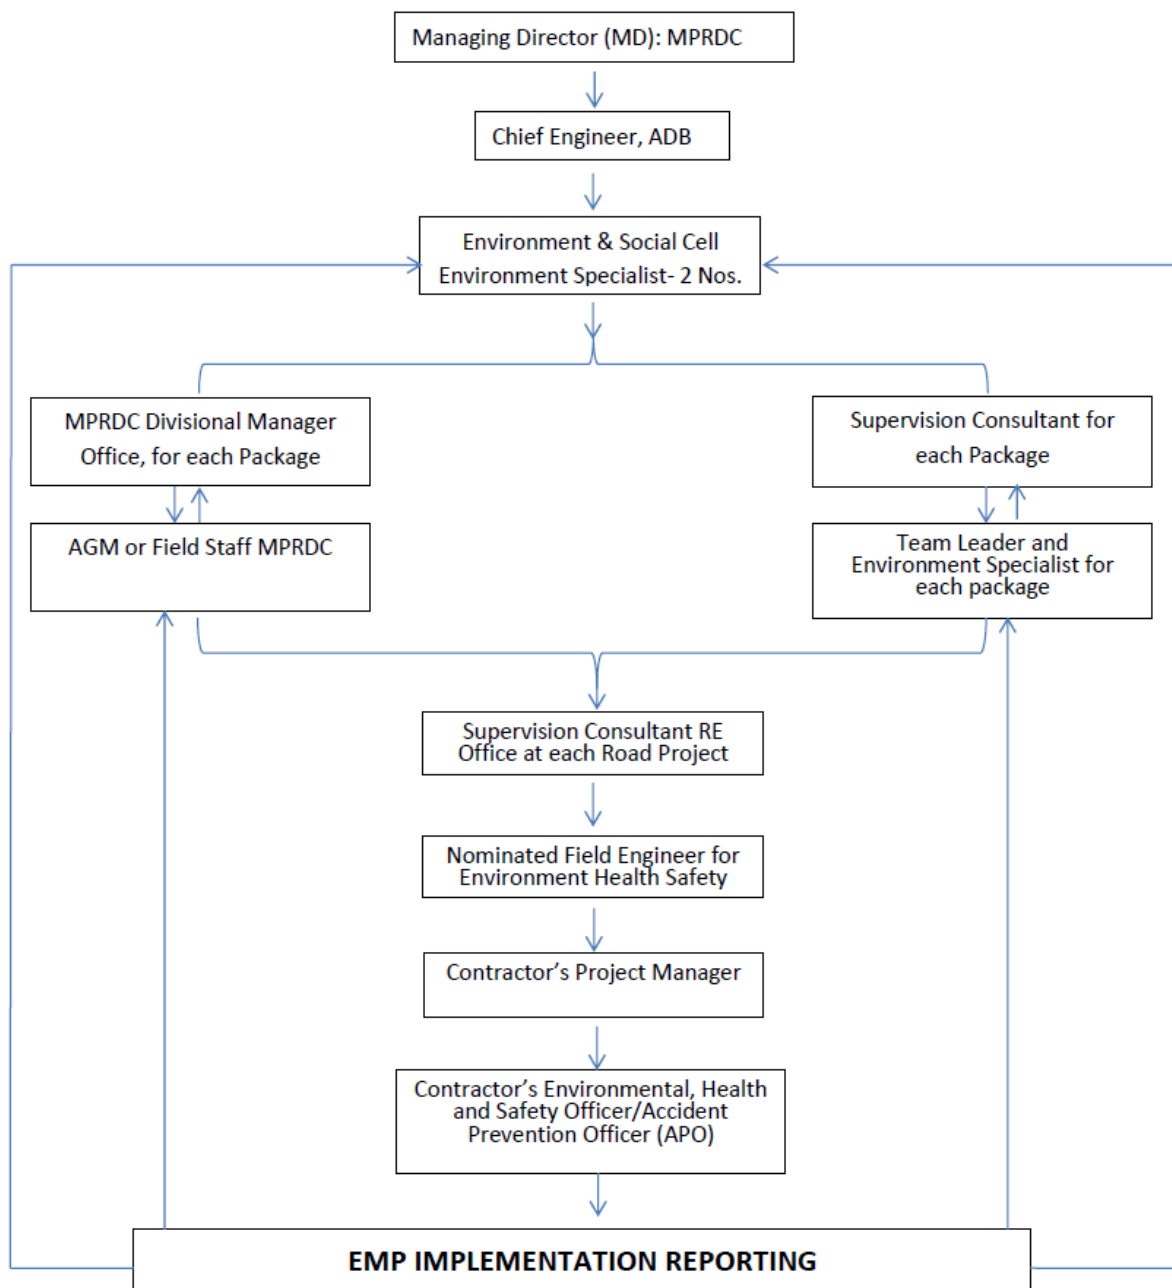 Managing Director (MD): MPRDC
Chief Engineer, ADB
Environment & Social Cell
Environment Specialist- 2 Nos.
MPRDC Divisional Manager
Office, for each Package
Supervision Consultant for
each Package
AGM or Field Staff MPRDC
Team Leader and
Environment Specialist for
each package
Supervision Consultant RE
Office at each Road Project
Nominated Field Engineer for
Environment Health Safety
Contractor’s Project Manager
Contractor’s Environmental, Health
and Safety Officer/Accident
Prevention Officer (APO)
EMP IMPLEMENTATION REPORTING